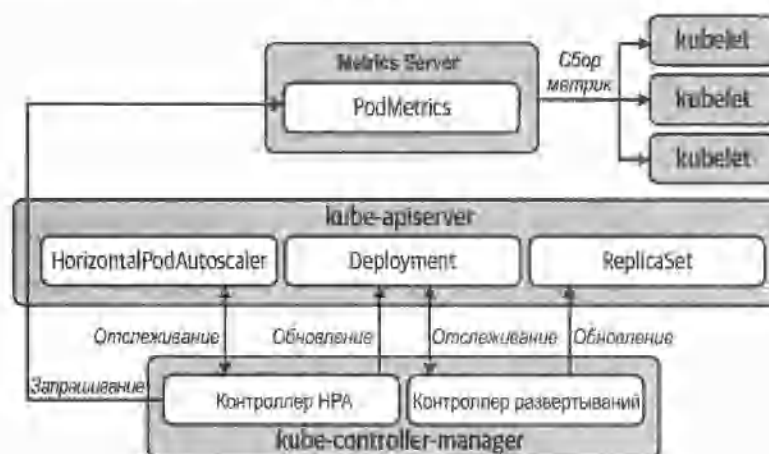 Metrics Server
PodMetrics
Сбор
метрик
kubelet
kubelet
kubelet
kube-apiserver
HorizontalPodAutoscaler
Deployment
ReplicaSet
Отслеживание
Обновление
Отслеживание
Обновление
Запрашивание
Контроллер HPA
Контроллер развертываний
kube-controller-manager